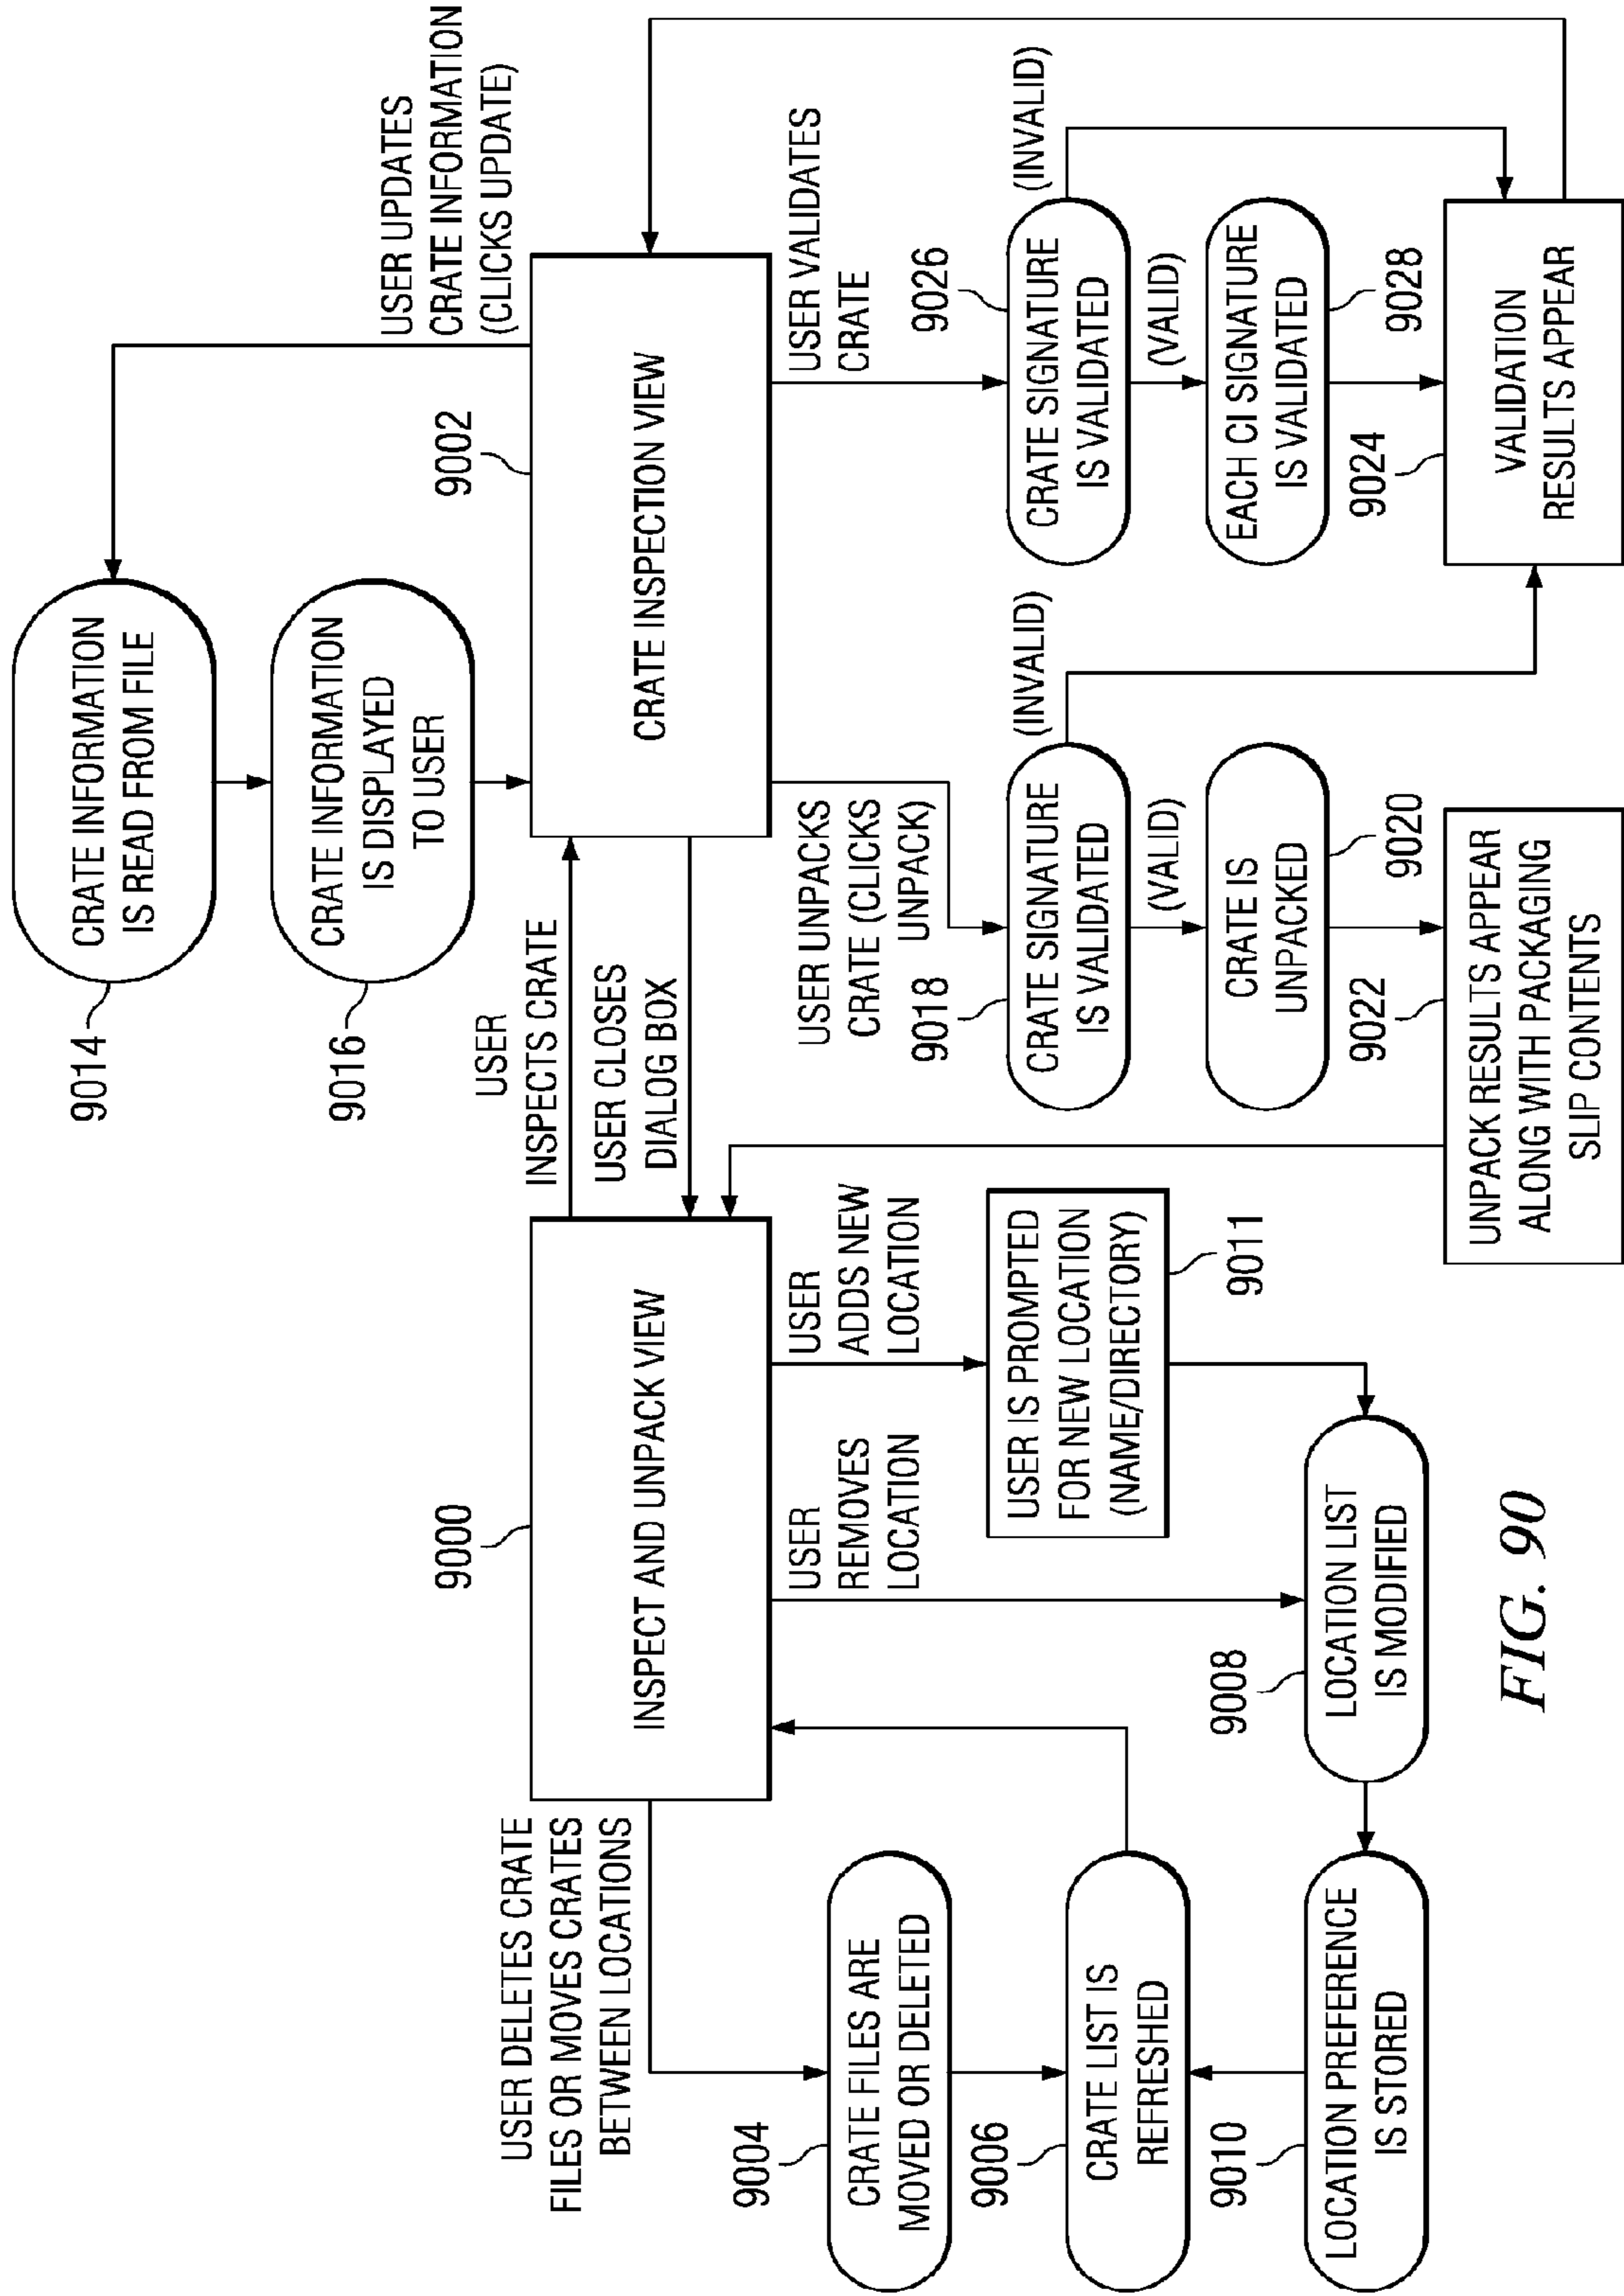 USER DELETES CRATE
FILES OR MOVES CRATES
BETWEEN LOCATIONS
9004
CRATE FILES ARE
MOVED OR DELETED
9006
CRATE LIST IS
REFRESHED
9010
LOCATION PREFERENCE
IS STORED
9000
INSPECT AND UNPACK VIEW
USER
REMOVES
LOCATION
USER
ADDS NEW
LOCATION
USER IS PROMPTED
FOR NEW LOCATION
(NAME/DIRECTORY)
9011
9008
LOCATION LIST
IS MODIFIED
9014
CRATE INFORMATION
IS READ FROM FILE
9016
CRATE INFORMATION
IS DISPLAYED
TO USER
USER
INSPECTS CRATE
USER CLOSES
DIALOG BOX
USER UPDATES
CRATE INFORMATION
(CLICKS UPDATE)
9002
CRATE INSPECTION VIEW
USER UNPACKS
CRATE (CLICKS
UNPACK)
9018
CRATE SIGNATURE
IS VALIDATED
(INVALID)
(VALID)
CRATE IS
UNPACKED
9020
9022
UNPACK RESULTS APPEAR
ALONG WITH PACKAGING
SLIP CONTENTS
USER VALIDATES
CRATE
9026
CRATE SIGNATURE
IS VALIDATED
(INVALID)
(VALID)
EACH CI SIGNATURE
IS VALIDATED
9028
9024
VALIDATION
RESULTS APPEAR
FIG. 90